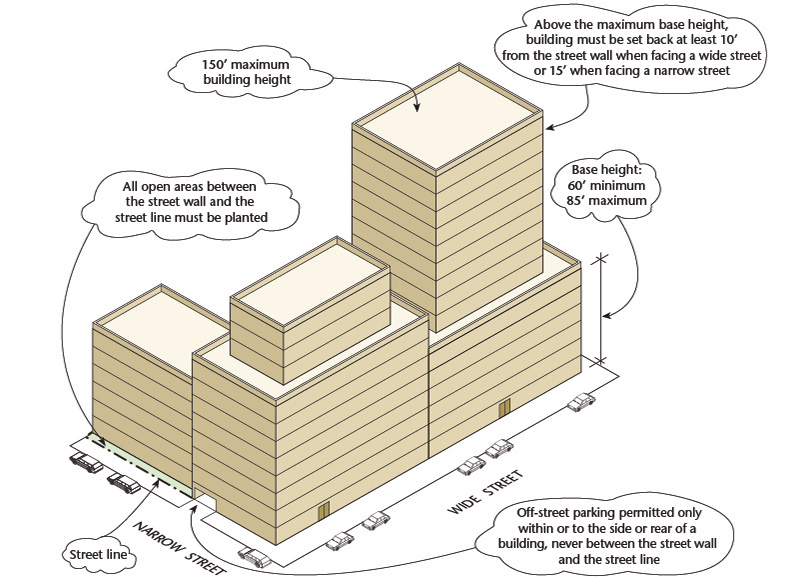 Above the maximum base height,
building must be set back at least 10’
from the street wall when facing a wide street
or 15’ when facing a narrow street
150’ maximum
building height
Base height:
60’ minimum
85’ maximum
All open areas between
the street wall and the
street line must be planted
WIDE STREET
NARROW STREET
Street line
Off-street parking permitted only
within or to the side or rear of a
building, never between the street wall
and the street line